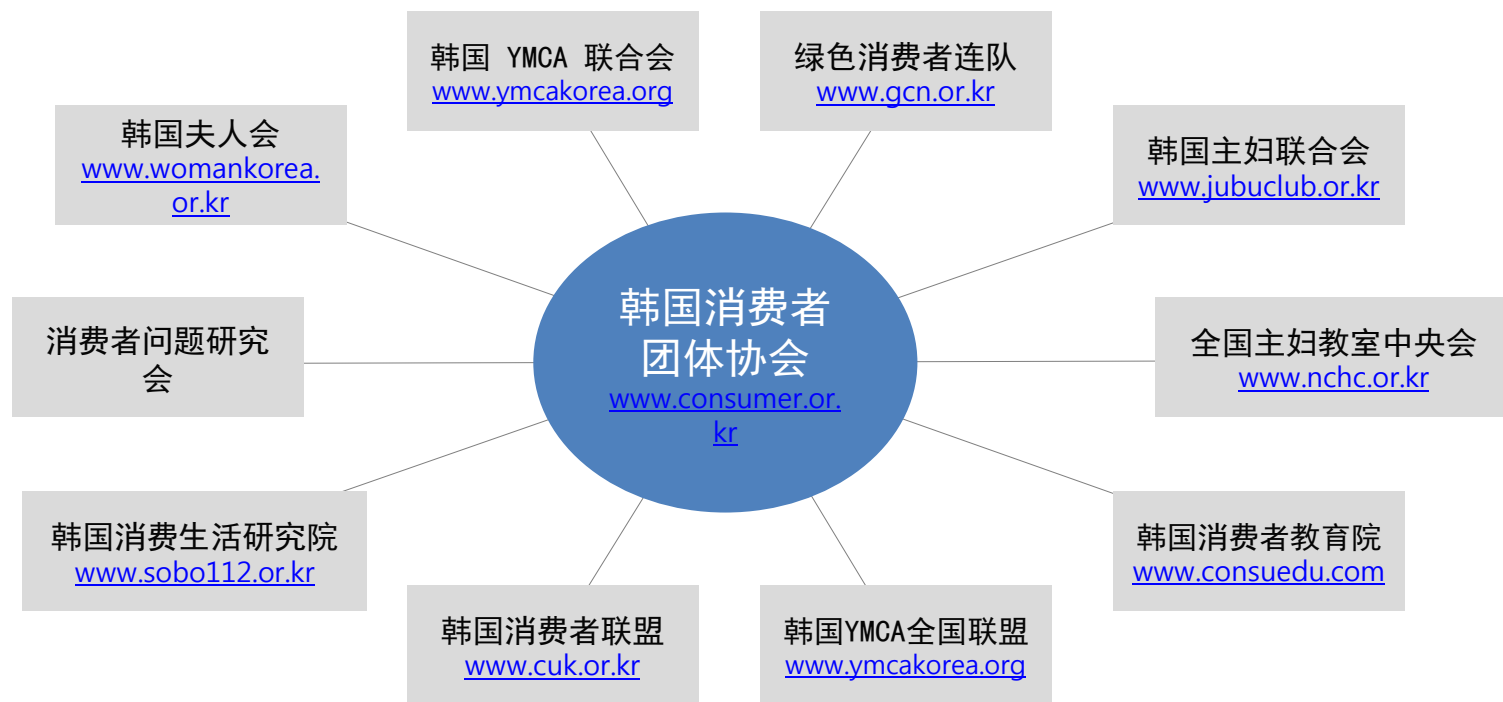 韩国 YMCA 联合会
www.ymcakorea.org
绿色消费者连队
www.gcn.or.kr
韩国夫人会
www.womankorea.
or.kr
韩国主妇联合会
www.jubuclub.or.kr
韩国消费者
团体协会
www.consumer.or.
kr
消费者问题研究
会
全国主妇教室中央会
www.nchc.or.kr
韩国消费生活研究院
www.sobo112.or.kr
韩国消费者教育院
www.consuedu.com
韩国消费者联盟
www.cuk.or.kr
韩国YMCA全国联盟
www.ymcakorea.org